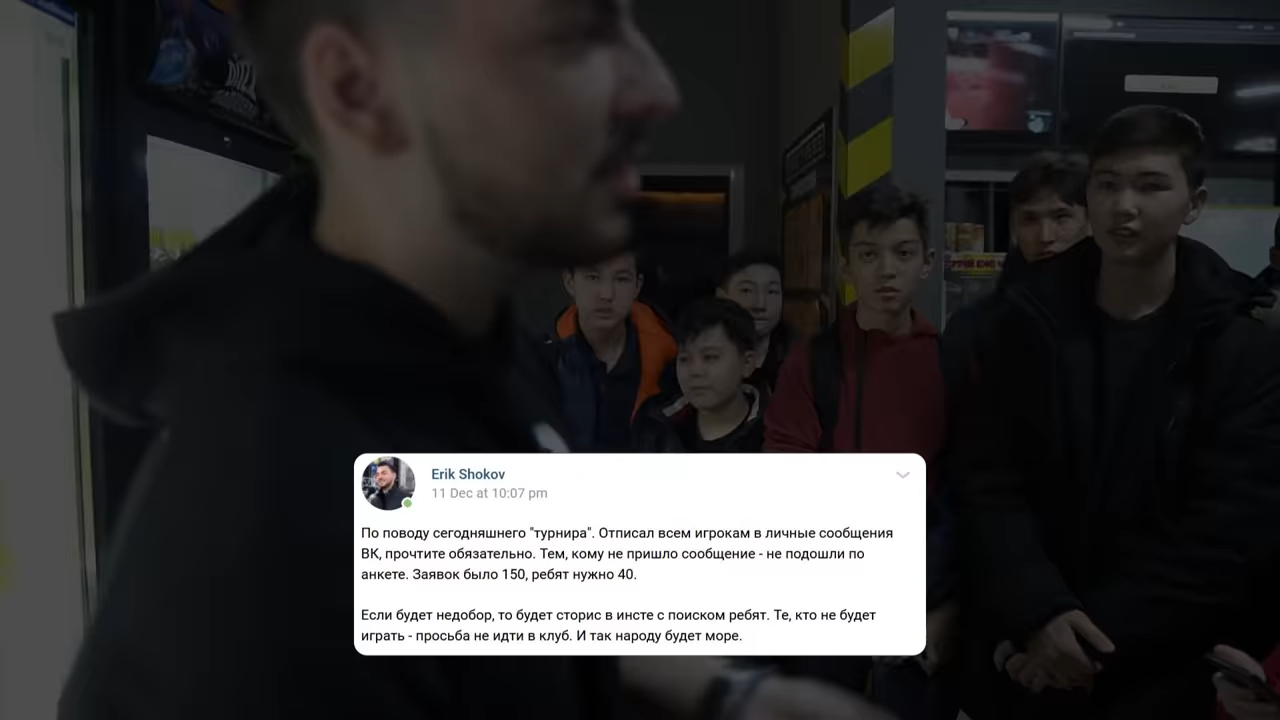 Erik Shokov
11 Dec at 10:07 pm
По поводу сегодняшнего "турнира". Отписал всем игрокам в личные сообщения
ВК, прочтите обязательно. Тем, кому не пришло сообщение - не подошли по
анкете. Заявок было 150, ребят нужно 40.
Если будет недобор, то будет сторис в инсте с поиском ребят. Те, кто не будет
играть - просьба не идти в клуб. И так народу будет море.